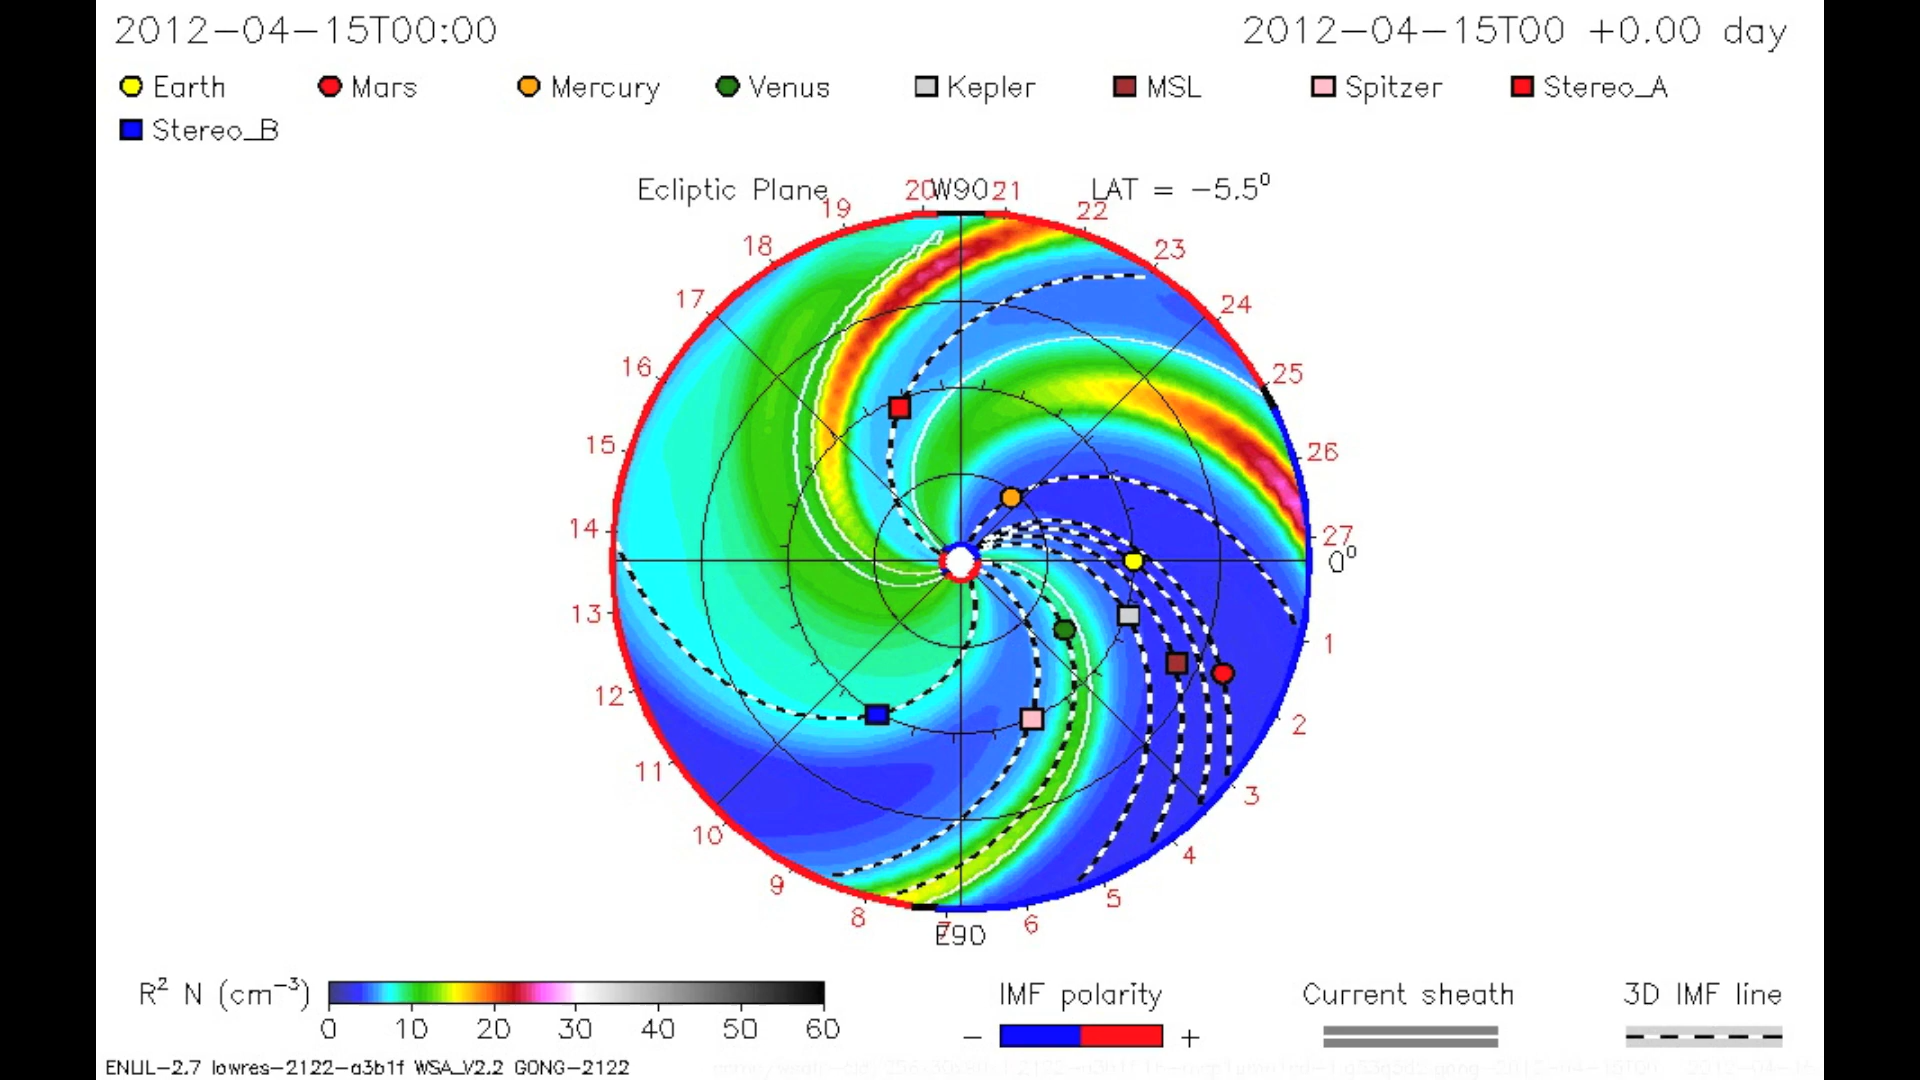 2012-04-15T00:00
2012-04-15T00 +0.00 day
Earth
Mars
Mercury
Venus
Kepler
MSL
Spitzer
Stereo_A
Stereo_B
Ecliptic Plane
W90
LAT = -5.5⁰
19
20
21
22
18
23
17
24
16
25
15
26
14
27
0⁰
13
1
12
2
11
3
10
4
9
5
8
7
6
E90
R² N (cm⁻³)
0
10
20
30
40
50
60
IMF polarity
-
+
Current sheath
3D IMF line
ENLIL-2.7 lowres-2122-a3b1f WSA_V2.2 GONG-2122